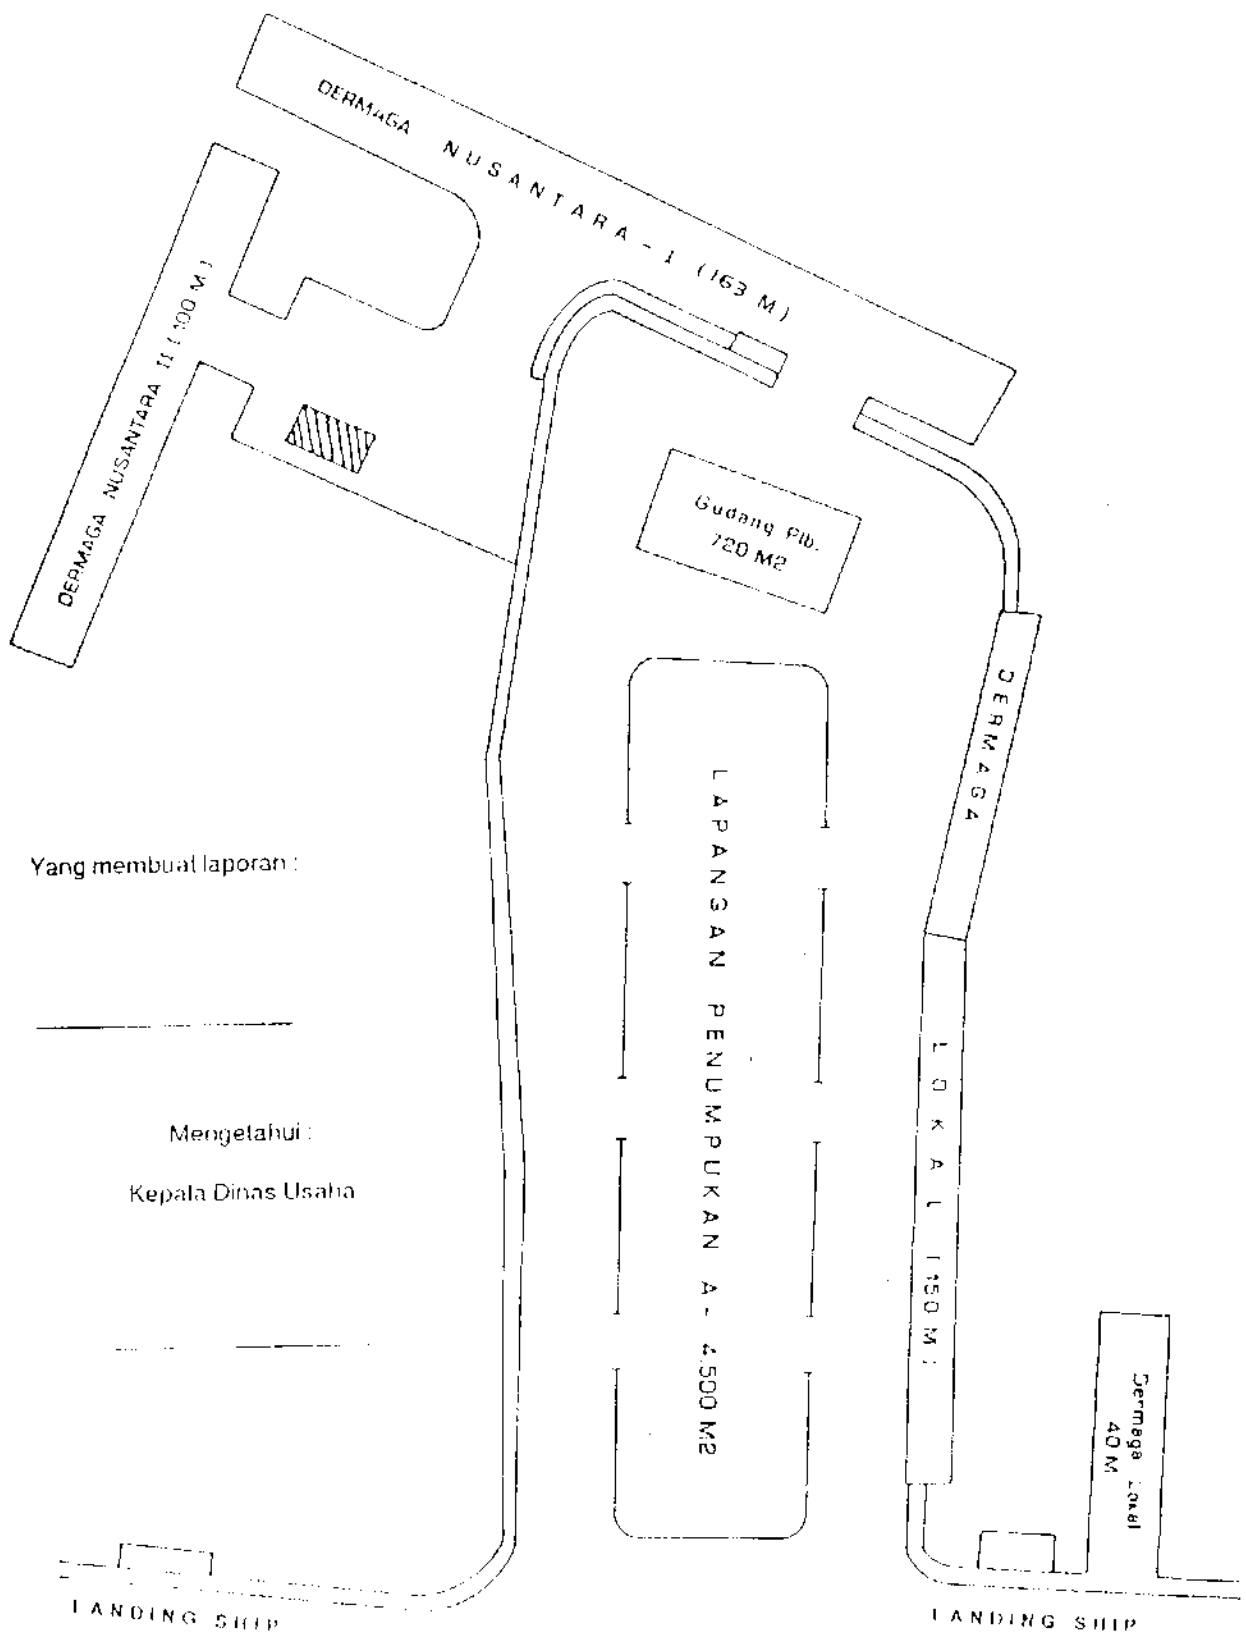 DERMAGA NUSANTARA - I (163 M)
DERMAGA NUSANTARA II (100 M)
Gudang Plb.
720 M2
DERMAGA
LAPANGAN PENUMPUKAN A - 4.500 M2
Yang membuat laporan :
LOKAL (150 M)
Mengetahui :
Kepala Dinas Usaha
Dermaga Lokal
40 M
LANDING SHIP
LANDING SHIP